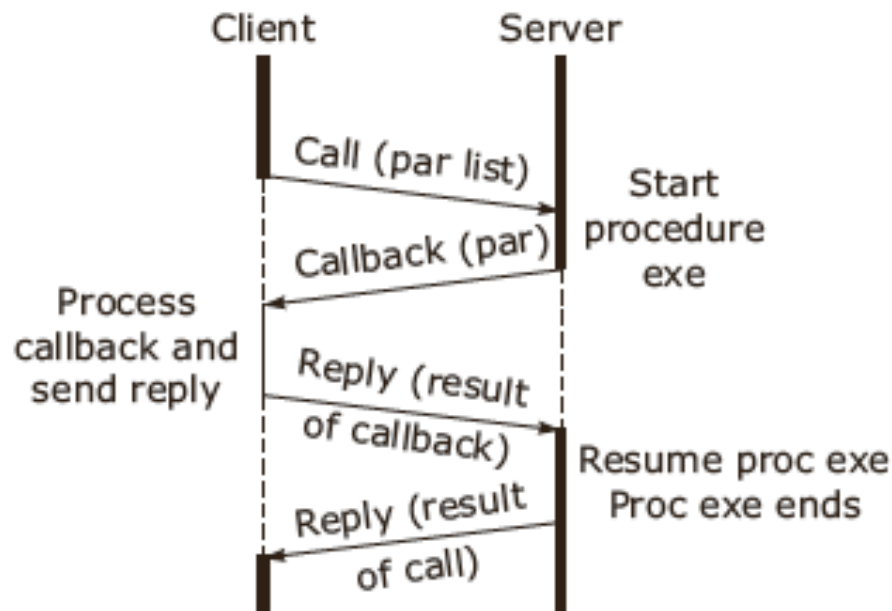 Client
Server
Call (par list)
Start
procedure
exe
Callback (par)
Process
callback and
send reply
Reply (result
of callback)
Resume proc exe
Proc exe ends
Reply (result
of call)